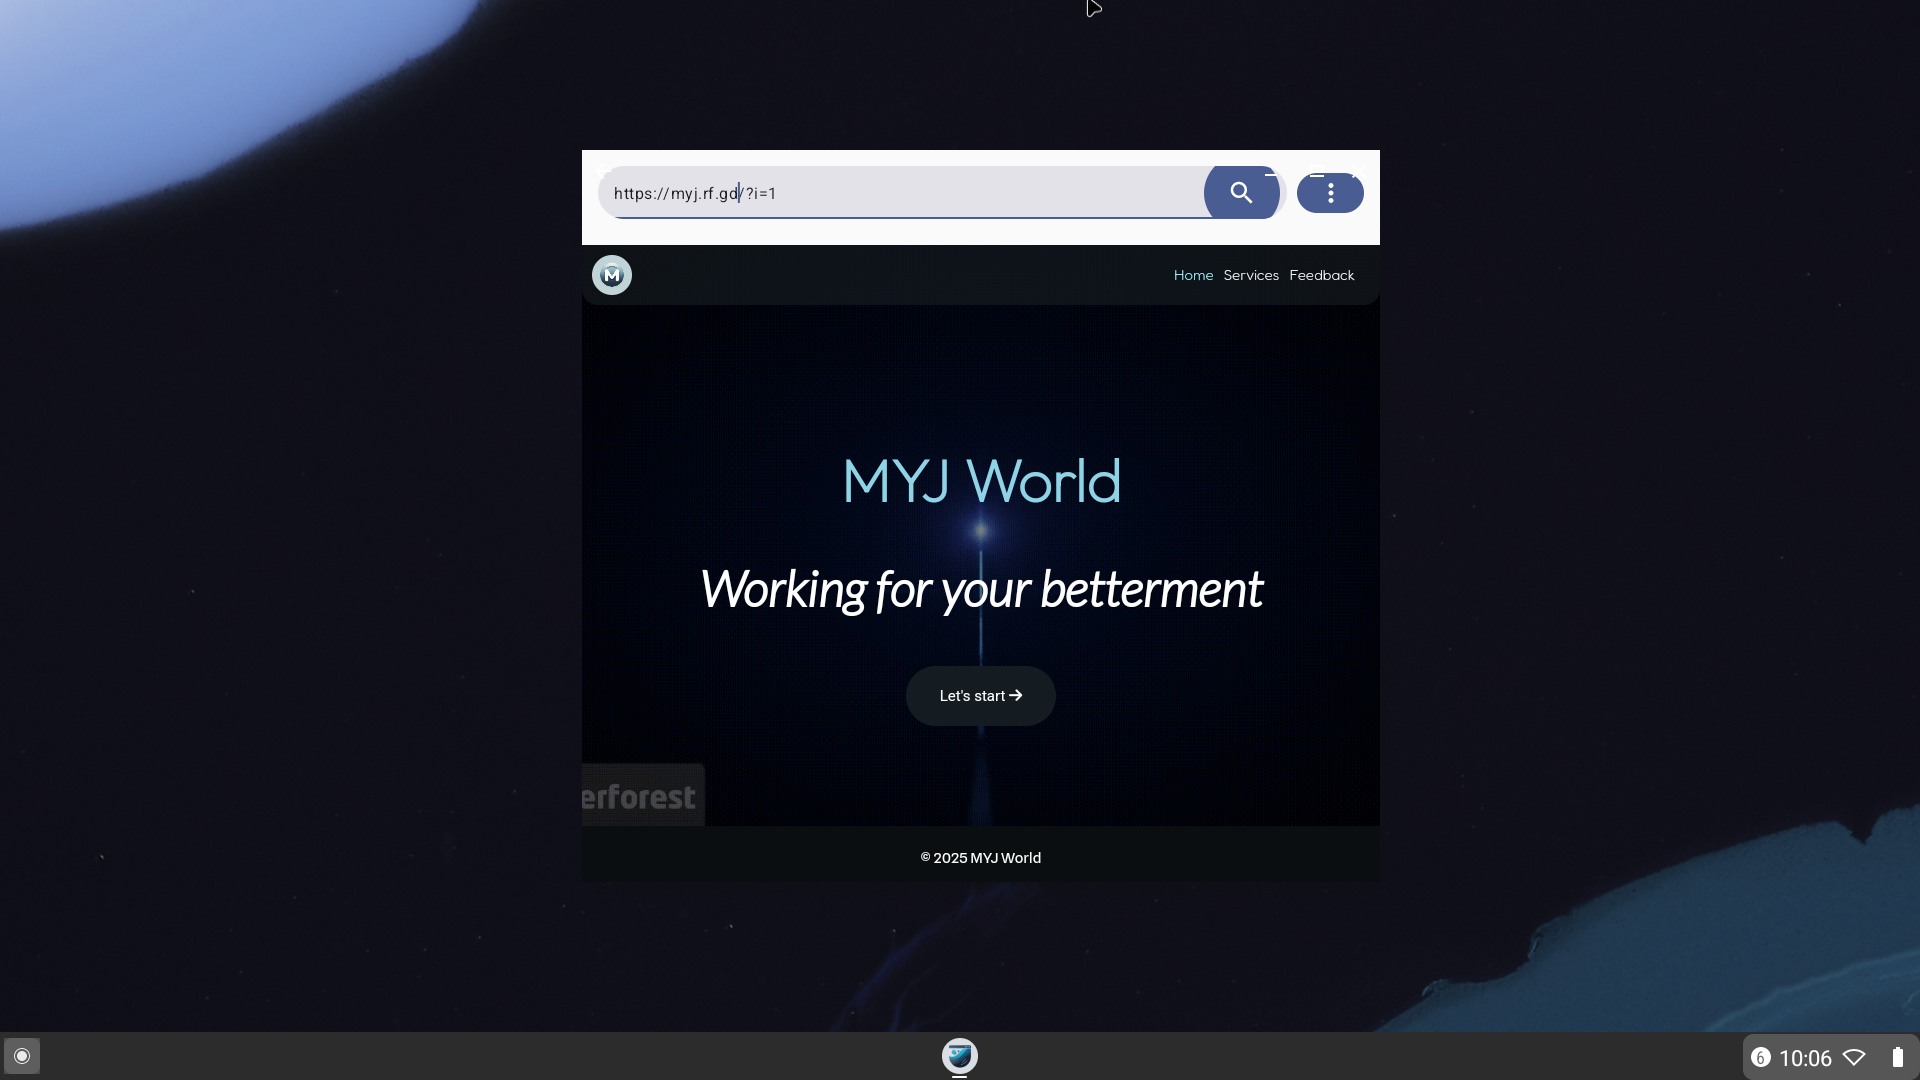 https://myj.rf.gd/?i=1
M
Home Services Feedback
MYJ World
Working for your betterment
Let's start →
erforest
© 2025 MYJ World
6 10:06